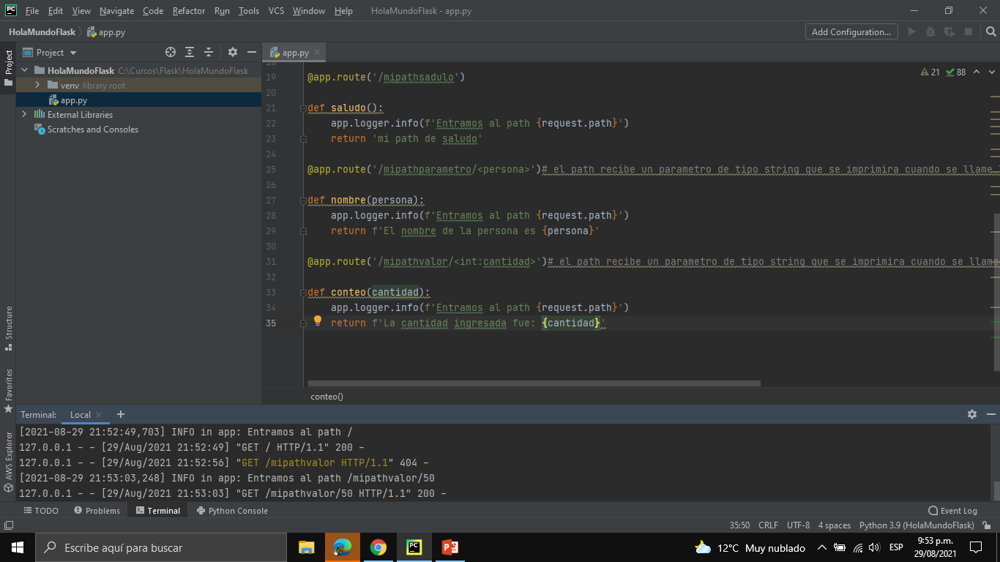 PC File Edit View Navigate Code Refactor Run Tools VCS Window Help HolaMundoFlask - app.py
HolaMundoFlask app.py Add Configuration...
Project
Project
app.py
HolaMundoFlask C:\Cursos\Flask\HolaMundoFlask
venv library root
app.py
External Libraries
Scratches and Consoles
21 88
18
19 @app.route('/mipathsadulo')
20
21 def saludo():
22 app.logger.info(f'Entramos al path {request.path}')
23 return 'mi path de saludo'
24
25 @app.route('/mipathparametro/<persona>')# el path recibe un parametro de tipo string que se imprimira cuando se llame
26
27 def nombre(persona):
28 app.logger.info(f'Entramos al path {request.path}')
29 return f'El nombre de la persona es {persona}'
30
31 @app.route('/mipathvalor/<int:cantidad>')# el path recibe un parametro de tipo string que se imprimira cuando se llame
32
33 def conteo(cantidad):
34 app.logger.info(f'Entramos al path {request.path}')
35 return f'La cantidad ingresada fue: {cantidad}'
conteo()
Structure
Favorites
AWS Explorer
Terminal: Local
[2021-08-29 21:52:49,703] INFO in app: Entramos al path /
127.0.0.1 - - [29/Aug/2021 21:52:49] "GET / HTTP/1.1" 200 -
127.0.0.1 - - [29/Aug/2021 21:52:56] "GET /mipathvalor HTTP/1.1" 404 -
[2021-08-29 21:53:03,248] INFO in app: Entramos al path /mipathvalor/50
127.0.0.1 - - [29/Aug/2021 21:53:03] "GET /mipathvalor/50 HTTP/1.1" 200 -
TODO Problems Terminal Python Console Event Log
35:50 CRLF UTF-8 4 spaces Python 3.9 (HolaMundoFlask)
Escribe aquí para buscar
PC
12°C Muy nublado ESP
9:53 p.m.
29/08/2021